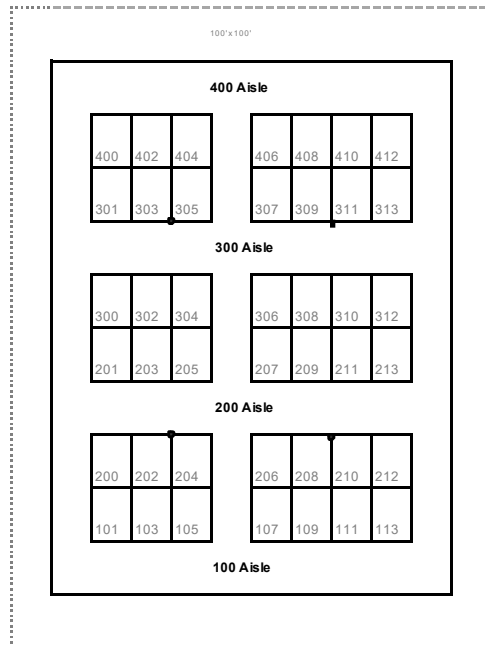 100'x100'
400 Aisle
400 402 404 406 408 410 412
301 303 305 307 309 311 313
300 Aisle
300 302 304 306 308 310 312
201 203 205 207 209 211 213
200 Aisle
200 202 204 206 208 210 212
101 103 105 107 109 111 113
100 Aisle